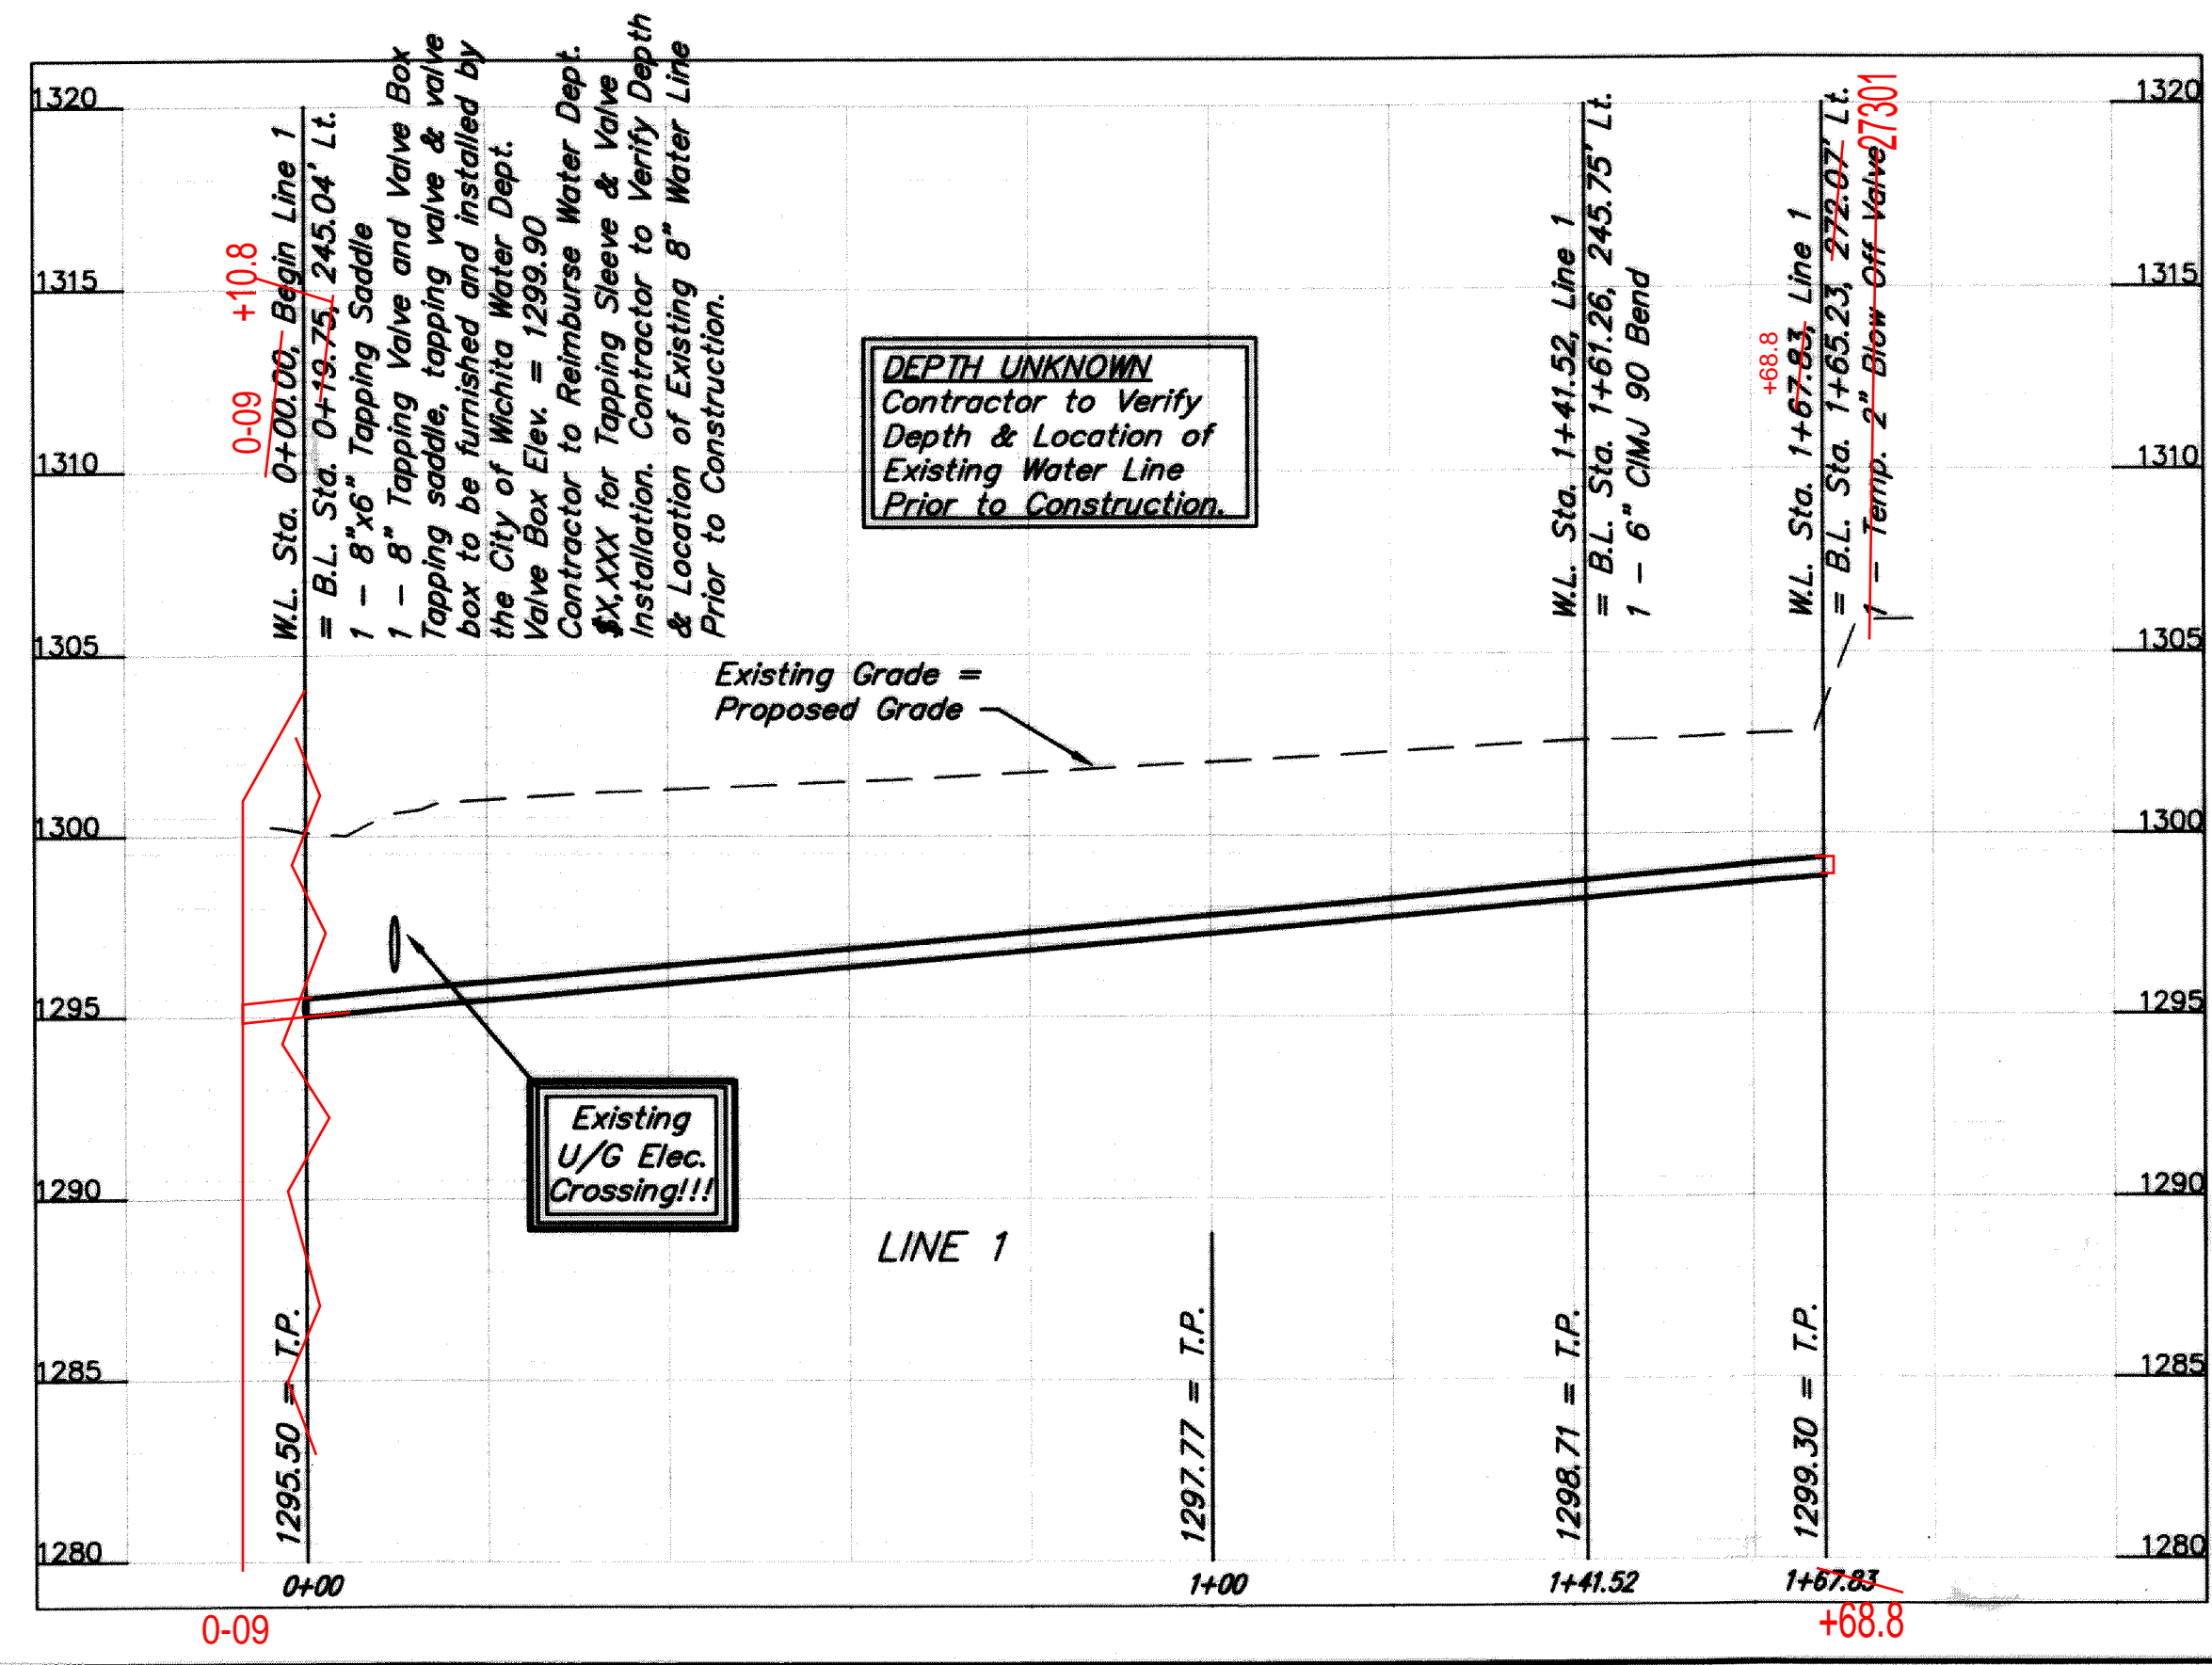 1320
1315
1310
1305
1300
1295
1290
1285
1280
W.L. Sta. 0+00.00, Begin Line 1
= B.L. Sta. 0+19.75, 245.04' Lt.
1 - 8"x6" Tapping Saddle
1 - 8" Tapping Valve and Valve Box
Tapping saddle, tapping valve & valve
box to be furnished and installed by
the City of Wichita Water Dept.
Valve Box Elev. = 1299.90
Contractor to Reimburse Water Dept.
$X,XXX for Tapping Sleeve & Valve
Installation. Contractor to Verify Depth
& Location of Existing 8" Water Line
Prior to Construction.
0-09
+10.8
DEPTH UNKNOWN
Contractor to Verify
Depth & Location of
Existing Water Line
Prior to Construction.
W.L. Sta. 1+41.52, Line 1
= B.L. Sta. 1+61.26, 245.75' Lt.
1 - 6" CIMJ 90 Bend
+68.8
W.L. Sta. 1+67.83, Line 1
= B.L. Sta. 1+65.23, 272.07' Lt.
1 - Temp. 2" Blow Off Valve
27301
Existing Grade =
Proposed Grade
Existing
U/G Elec.
Crossing!!!
LINE 1
1295.50 = T.P.
1297.77 = T.P.
1298.71 = T.P.
1299.30 = T.P.
1320
1315
1310
1305
1300
1295
1290
1285
1280
0+00
1+00
1+41.52
1+67.83
0-09
+68.8